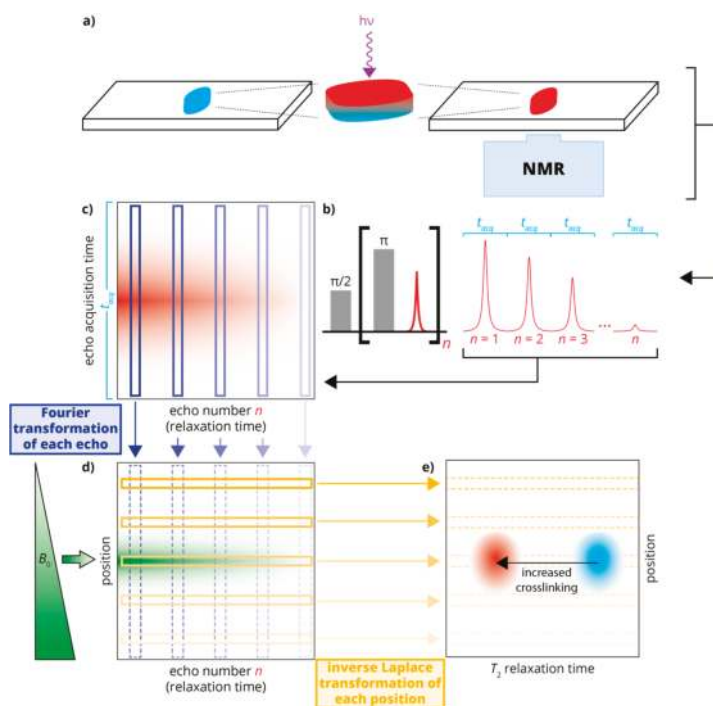 a)
hν
NMR
c)
echo acquisition time
t_acq
echo number n
(relaxation time)
b)
π/2
π
n
t_acq t_acq t_acq t_acq
n = 1 n = 2 n = 3 ... n
Fourier
transformation
of each echo
d)
B₀
position
echo number n
(relaxation time)
inverse Laplace
transformation of
each position
e)
increased
crosslinking
position
T₂ relaxation time